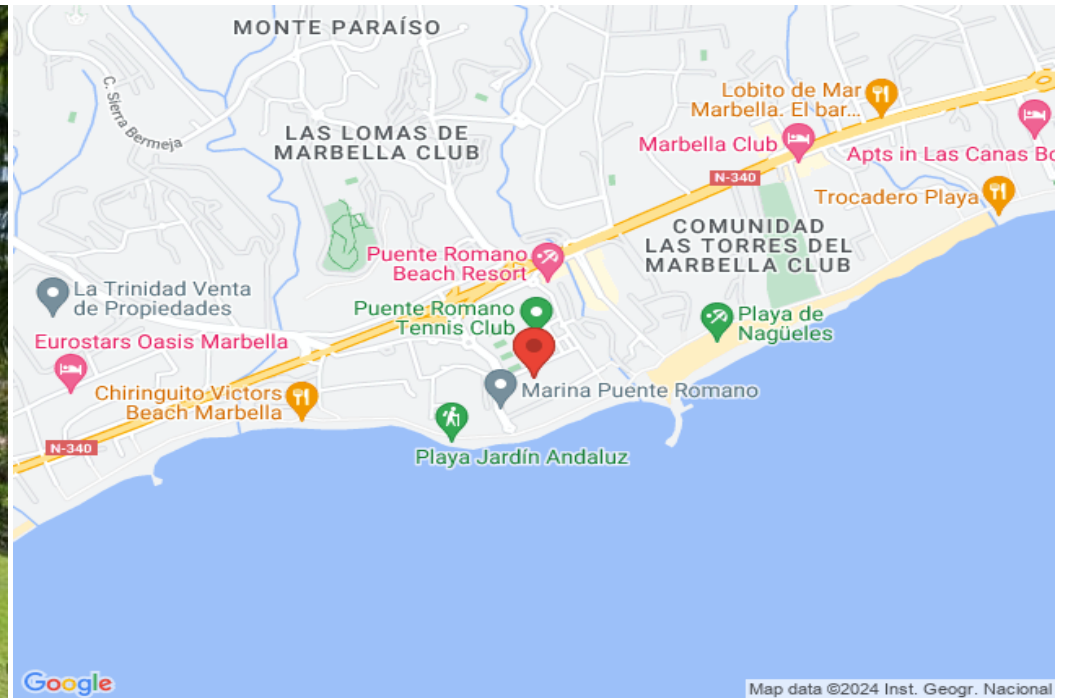 MONTE PARAÍSO
C. Sierra Bermeja
LAS LOMAS DE
MARBELLA CLUB
Lobito de Mar
Marbella. El bar...
Marbella Club
Apts in Las Canas Bo
N-340
Trocadero Playa
COMUNIDAD
LAS TORRES DEL
MARBELLA CLUB
Puente Romano
Beach Resort
La Trinidad Venta
de Propiedades
Puente Romano
Tennis Club
Playa de
Nagüeles
Eurostars Oasis Marbella
Chiringuito Victors
Beach Marbella
Marina Puente Romano
N-340
Playa Jardín Andaluz
Google
Map data ©2024 Inst. Geogr. Nacional